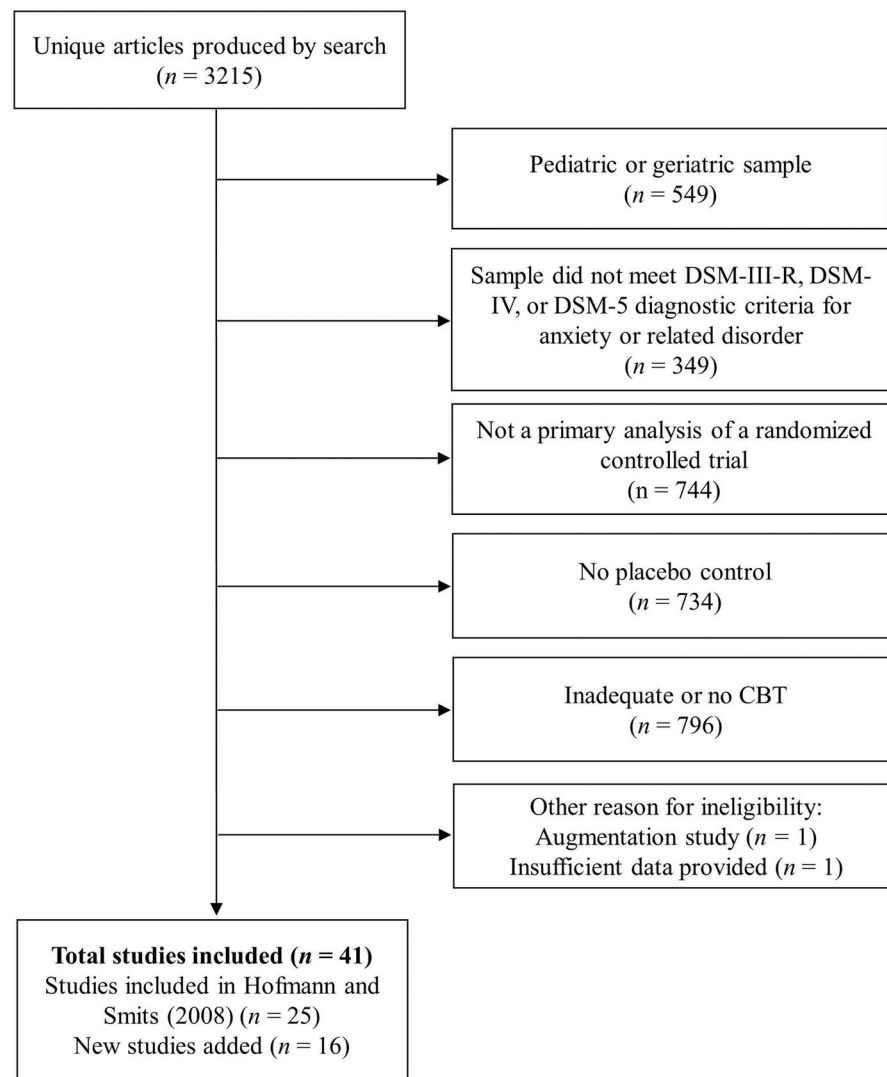 Unique articles produced by search
(n = 3215)
Pediatric or geriatric sample
(n = 549)
Sample did not meet DSM-III-R, DSM-
IV, or DSM-5 diagnostic criteria for
anxiety or related disorder
(n = 349)
Not a primary analysis of a randomized
controlled trial
(n = 744)
No placebo control
(n = 734)
Inadequate or no CBT
(n = 796)
Other reason for ineligibility:
Augmentation study (n = 1)
Insufficient data provided (n = 1)
Total studies included (n = 41)
Studies included in Hofmann and
Smits (2008) (n = 25)
New studies added (n = 16)